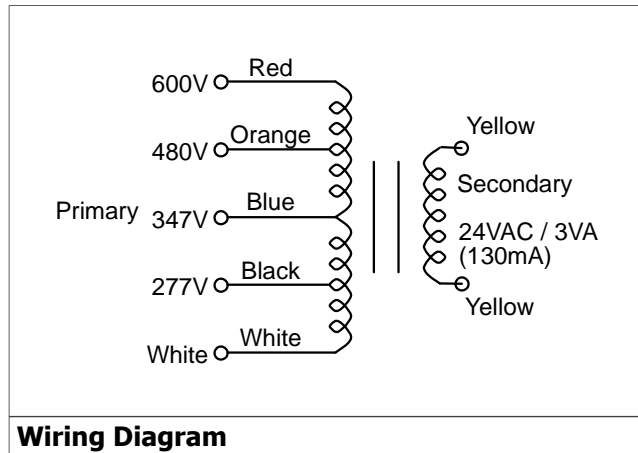 600V Red
480V Orange
Primary 347V Blue
277V Black
White White
Yellow
Secondary
24VAC / 3VA
(130mA)
Yellow
Wiring Diagram